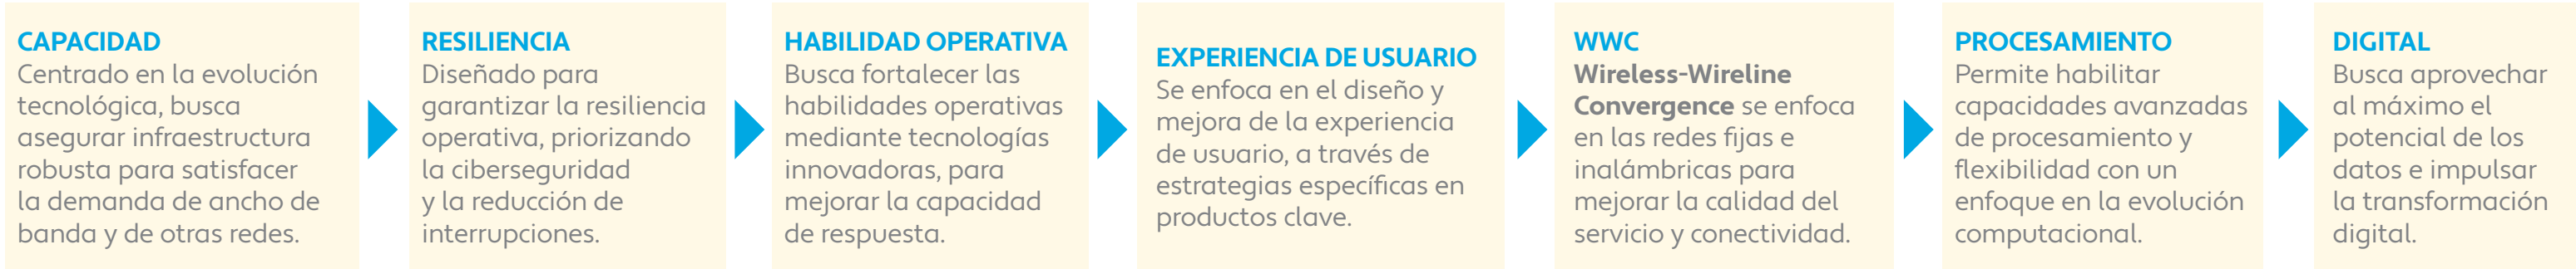 CAPACIDAD
Centrado en la evolución
tecnológica, busca
asegurar infraestructura
robusta para satisfacer
la demanda de ancho de
banda y de otras redes.
RESILIENCIA
Diseñado para
garantizar la resiliencia
operativa, priorizando
la ciberseguridad
y la reducción de
interrupciones.
HABILIDAD OPERATIVA
Busca fortalecer las
habilidades operativas
mediante tecnologías
innovadoras, para
mejorar la capacidad
de respuesta.
EXPERIENCIA DE USUARIO
Se enfoca en el diseño y
mejora de la experiencia
de usuario, a través de
estrategias específicas en
productos clave.
WWC
Wireless-Wireline
Convergence se enfoca
en las redes fijas e
inalámbricas para
mejorar la calidad del
servicio y conectividad.
PROCESAMIENTO
Permite habilitar
capacidades avanzadas
de procesamiento y
flexibilidad con un
enfoque en la evolución
computacional.
DIGITAL
Busca aprovechar
al máximo el
potencial de los
datos e impulsar
la transformación
digital.